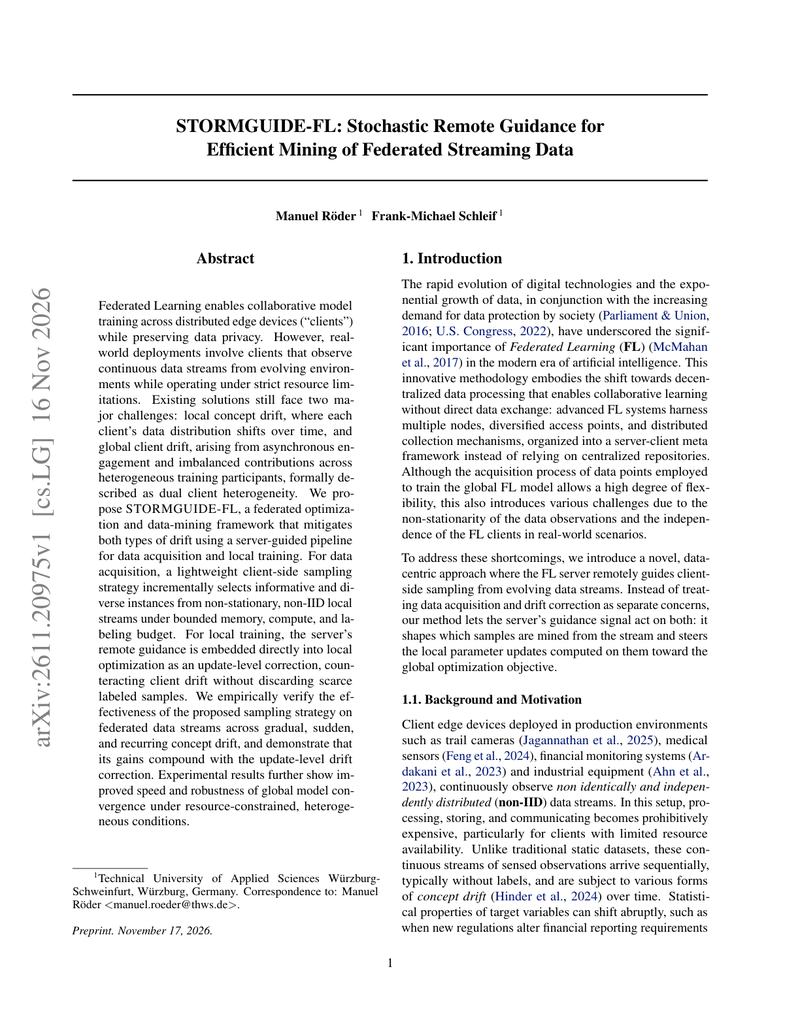 STORMGUIDE-FL: Stochastic Remote Guidance for
Efficient Mining of Federated Streaming Data
Manuel Röder 1 Frank-Michael Schleif 1
Abstract
Federated Learning enables collaborative model
training across distributed edge devices (“clients”)
while preserving data privacy. However, real-
world deployments involve clients that observe
continuous data streams from evolving environ-
ments while operating under strict resource lim-
itations. Existing solutions still face two ma-
jor challenges: local concept drift, where each
client’s data distribution shifts over time, and
global client drift, arising from asynchronous en-
gagement and imbalanced contributions across
heterogeneous training participants, formally de-
scribed as dual client heterogeneity. We pro-
pose STORMGUIDE-FL, a federated optimiza-
tion and data-mining framework that mitigates
both types of drift using a server-guided pipeline
for data acquisition and local training. For data
acquisition, a lightweight client-side sampling
strategy incrementally selects informative and di-
verse instances from non-stationary, non-IID local
streams under bounded memory, compute, and la-
beling budget. For local training, the server’s
remote guidance is embedded directly into local
optimization as an update-level correction, coun-
teracting client drift without discarding scarce
labeled samples. We empirically verify the ef-
fectiveness of the proposed sampling strategy on
federated data streams across gradual, sudden,
and recurring concept drift, and demonstrate that
its gains compound with the update-level drift
correction. Experimental results further show im-
proved speed and robustness of global model con-
vergence under resource-constrained, heteroge-
neous conditions.
1Technical University of Applied Sciences Würzburg-
Schweinfurt, Würzburg, Germany. Correspondence to: Manuel
Röder <manuel.roeder@thws.de>.
Preprint. November 17, 2026.
1. Introduction
The rapid evolution of digital technologies and the expo-
nential growth of data, in conjunction with the increasing
demand for data protection by society (Parliament & Union,
2016; U.S. Congress, 2022), have underscored the signif-
icant importance of Federated Learning (FL) (McMahan
et al., 2017) in the modern era of artificial intelligence. This
innovative methodology embodies the shift towards decen-
tralized data processing that enables collaborative learning
without direct data exchange: advanced FL systems harness
multiple nodes, diversified access points, and distributed
collection mechanisms, organized into a server-client meta
framework instead of relying on centralized repositories.
Although the acquisition process of data points employed
to train the global FL model allows a high degree of flex-
ibility, this also introduces various challenges due to the
non-stationarity of the data observations and the indepen-
dence of the FL clients in real-world scenarios.
To address these shortcomings, we introduce a novel, data-
centric approach where the FL server remotely guides client-
side sampling from evolving data streams. Instead of treat-
ing data acquisition and drift correction as separate concerns,
our method lets the server’s guidance signal act on both: it
shapes which samples are mined from the stream and steers
the local parameter updates computed on them toward the
global optimization objective.
1.1. Background and Motivation
Client edge devices deployed in production environments
such as trail cameras (Jagannathan et al., 2025), medical
sensors (Feng et al., 2024), financial monitoring systems (Ar-
dakani et al., 2023) and industrial equipment (Ahn et al.,
2023), continuously observe non identically and indepen-
dently distributed (non-IID) data streams. In this setup, pro-
cessing, storing, and communicating becomes prohibitively
expensive, particularly for clients with limited resource
availability. Unlike traditional static datasets, these con-
tinuous streams of sensed observations arrive sequentially,
typically without labels, and are subject to various forms
of concept drift (Hinder et al., 2024) over time. Statisti-
cal properties of target variables can shift abruptly, such as
when new regulations alter financial reporting requirements
1
arXiv:2611.20975v1 [cs.LG] 16 Nov 2026